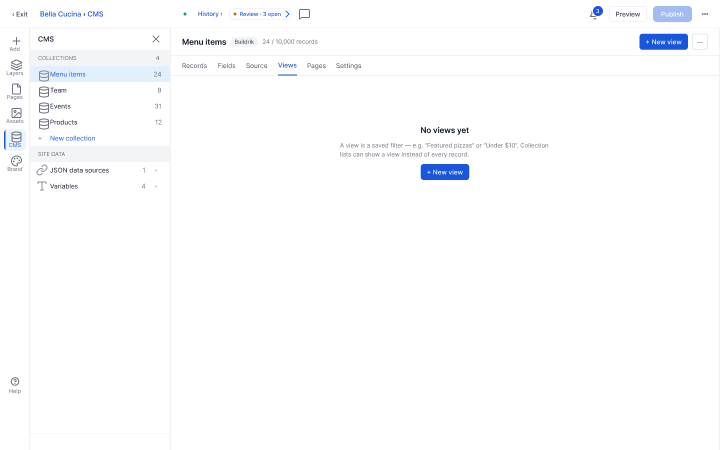 ‹ Exit
Bella Cucina › CMS
History ›
Review · 3 open
3
Preview
Publish
Add
Layers
Pages
Assets
CMS
Brand
Help
CMS
COLLECTIONS 4
Menu items 24
Team 8
Events 31
Products 12
+ New collection
SITE DATA
JSON data sources 1
Variables 4
Menu items Buildrik 24 / 10,000 records
+ New view
Records Fields Source Views Pages Settings
No views yet
A view is a saved filter — e.g. "Featured pizzas" or "Under $10". Collection
lists can show a view instead of every record.
+ New view